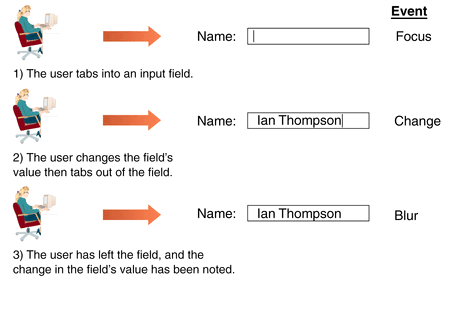 Event
Name:
Focus
1) The user tabs into an input field.
Name: Ian Thompson
Change
2) The user changes the field's
value then tabs out of the field.
Name: Ian Thompson
Blur
3) The user has left the field, and the
change in the field's value has been noted.